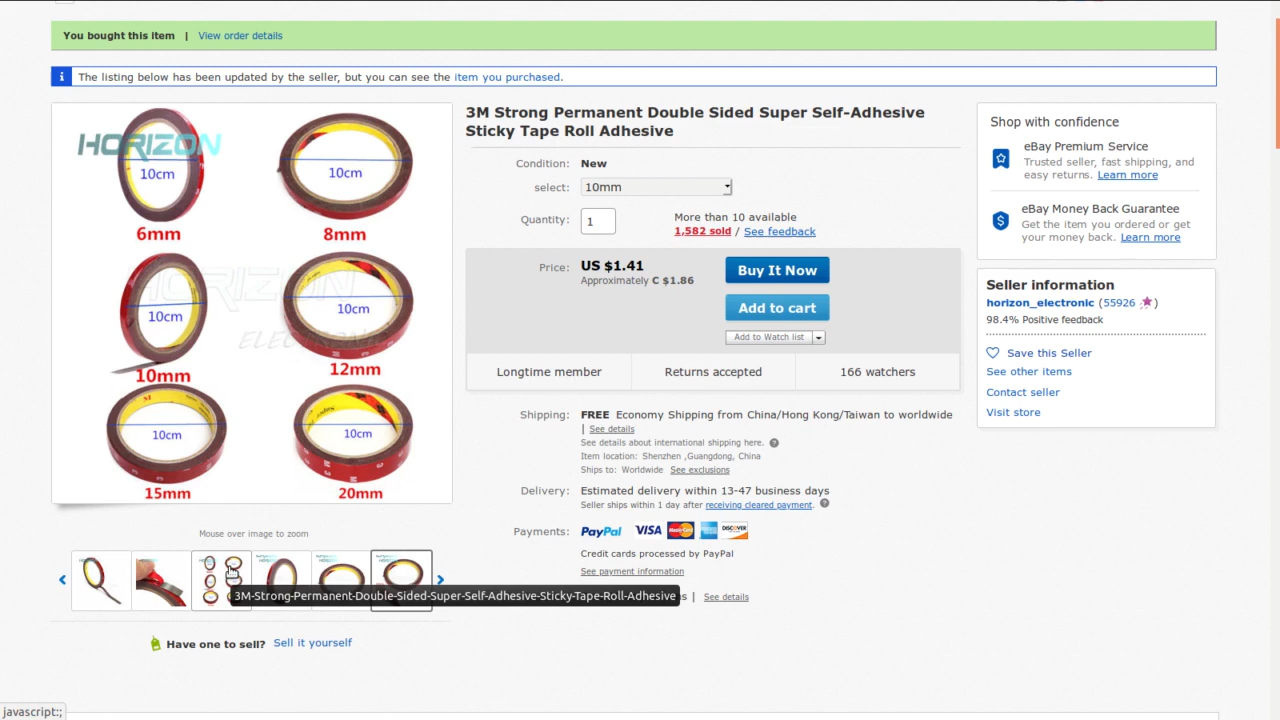 You bought this item | View order details
i The listing below has been updated by the seller, but you can see the item you purchased.
HORIZON
10cm
10cm
6mm
8mm
HORIZON
ELECTRONIC
10cm
10cm
10mm
12mm
10cm
10cm
15mm
20mm
Mouse over image to zoom
3M-Strong-Permanent-Double-Sided-Super-Self-Adhesive-Sticky-Tape-Roll-Adhesive
Have one to sell? Sell it yourself
3M Strong Permanent Double Sided Super Self-Adhesive
Sticky Tape Roll Adhesive
Condition: New
select: 10mm
Quantity: 1
More than 10 available
1,582 sold / See feedback
Price: US $1.41
Approximately C $1.86
Buy It Now
Add to cart
Add to Watch list
Longtime member
Returns accepted
166 watchers
Shipping: FREE Economy Shipping from China/Hong Kong/Taiwan to worldwide
| See details
See details about international shipping here. ?
Item location: Shenzhen ,Guangdong, China
Ships to: Worldwide See exclusions
Delivery: Estimated delivery within 13-47 business days
Seller ships within 1 day after receiving cleared payment. ?
Payments: PayPal VISA MasterCard DISCOVER
Credit cards processed by PayPal
See payment information
| See details
Shop with confidence
eBay Premium Service
Trusted seller, fast shipping, and
easy returns. Learn more
eBay Money Back Guarantee
Get the item you ordered or get
your money back. Learn more
Seller information
horizon_electronic (55926 )
98.4% Positive feedback
Save this Seller
See other items
Contact seller
Visit store
javascript:;